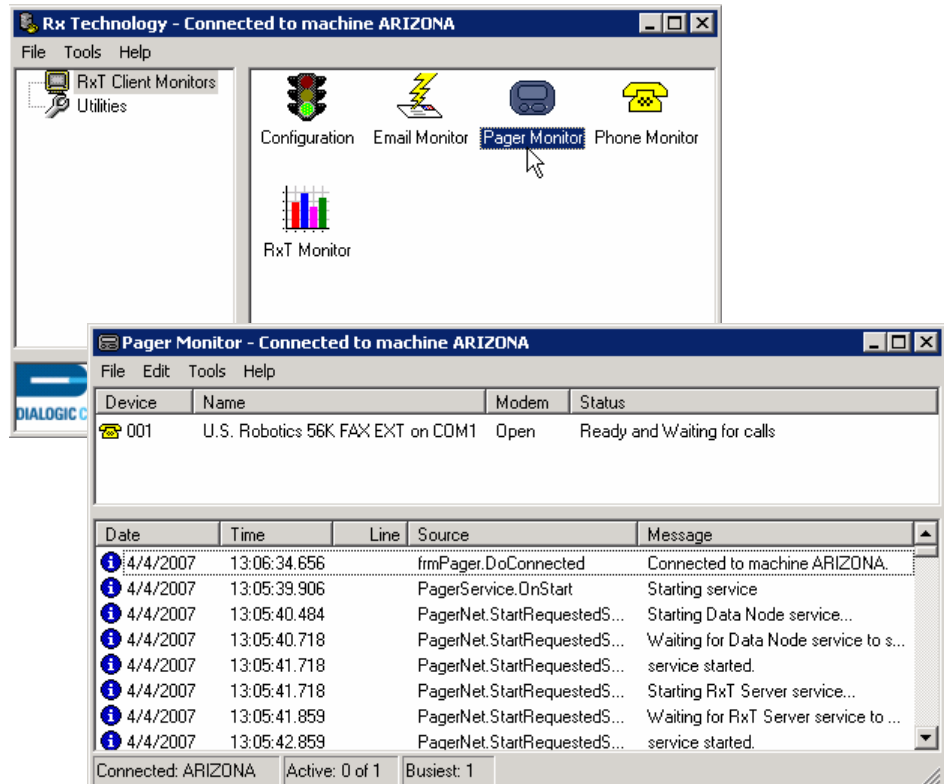 Rx Technology - Connected to machine ARIZONA
File Tools Help
RxT Client Monitors
Utilities
Configuration Email Monitor Pager Monitor Phone Monitor
RxT Monitor
DIALOGIC C
Pager Monitor - Connected to machine ARIZONA
File Edit Tools Help
Device Name Modem Status
001 U.S. Robotics 56K FAX EXT on COM1 Open Ready and Waiting for calls
Date Time Line Source Message
4/4/2007 13:06:34.656 frmPager.DoConnected Connected to machine ARIZONA.
4/4/2007 13:05:39.906 PagerService.OnStart Starting service
4/4/2007 13:05:40.484 PagerNet.StartRequestedS... Starting Data Node service...
4/4/2007 13:05:40.718 PagerNet.StartRequestedS... Waiting for Data Node service to s...
4/4/2007 13:05:41.718 PagerNet.StartRequestedS... service started.
4/4/2007 13:05:41.718 PagerNet.StartRequestedS... Starting RxT Server service...
4/4/2007 13:05:41.859 PagerNet.StartRequestedS... Waiting for RxT Server service to ...
4/4/2007 13:05:42.859 PagerNet.StartRequestedS... service started.
Connected: ARIZONA Active: 0 of 1 Busiest: 1